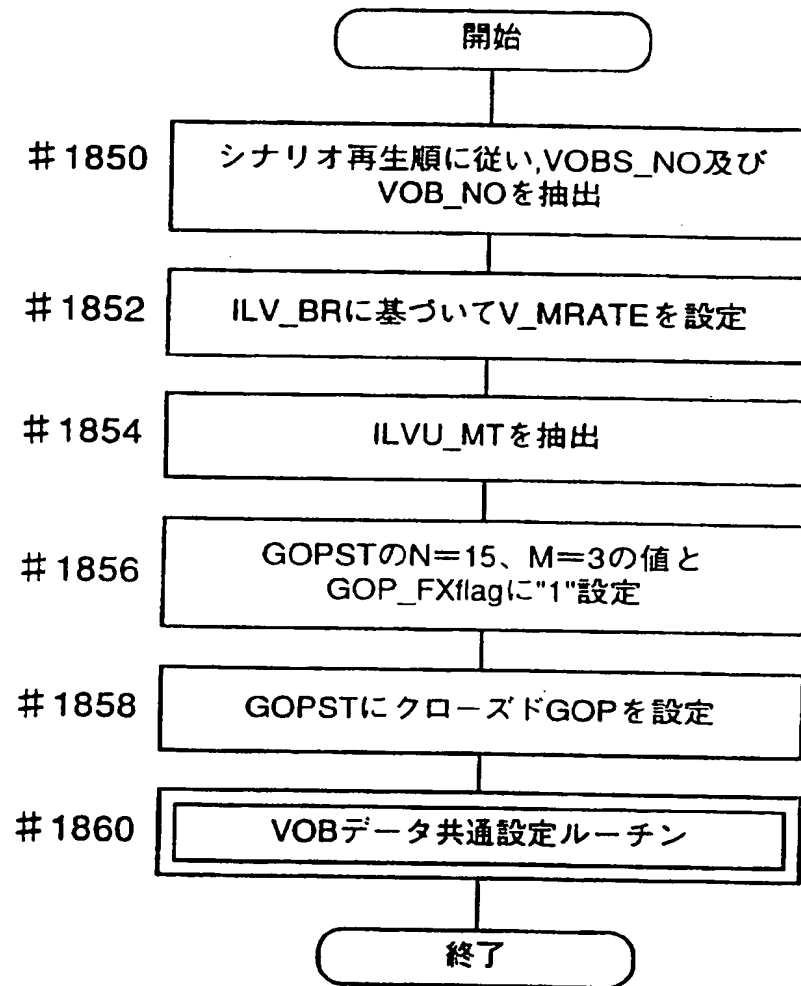 開始
#1850
シナリオ再生順に従い,VOBS_NO及び
VOB_NOを抽出
#1852
ILV_BRに基づいてV_MRATEを設定
#1854
ILVU_MTを抽出
#1856
GOPSTのN=15、M=3の値と
GOP_FXflagに"1"設定
#1858
GOPSTにクローズドGOPを設定
#1860
VOBデータ共通設定ルーチン
終了